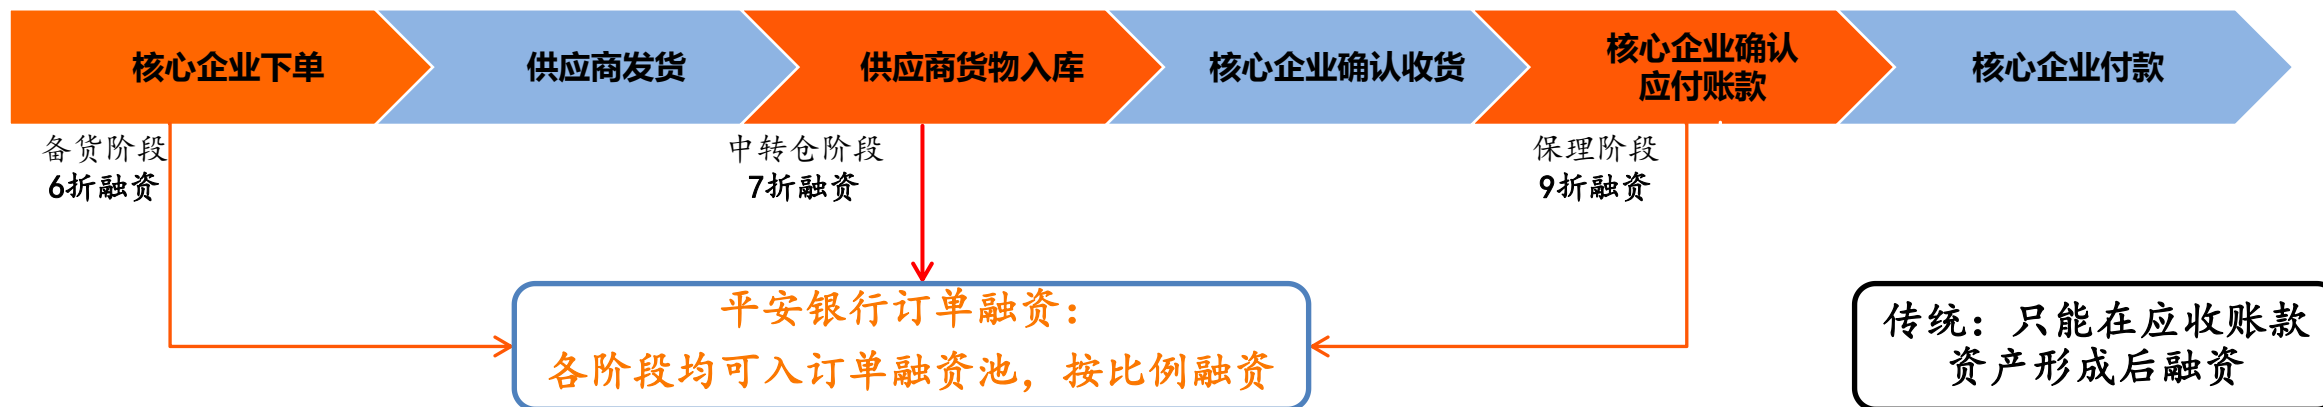 核心企业下单
供应商发货
供应商货物入库
核心企业确认收货
核心企业确认
应付账款
核心企业付款
备货阶段
6折融资
中转仓阶段
7折融资
保理阶段
9折融资
平安银行订单融资：
各阶段均可入订单融资池，按比例融资
传统：只能在应收账款
资产形成后融资